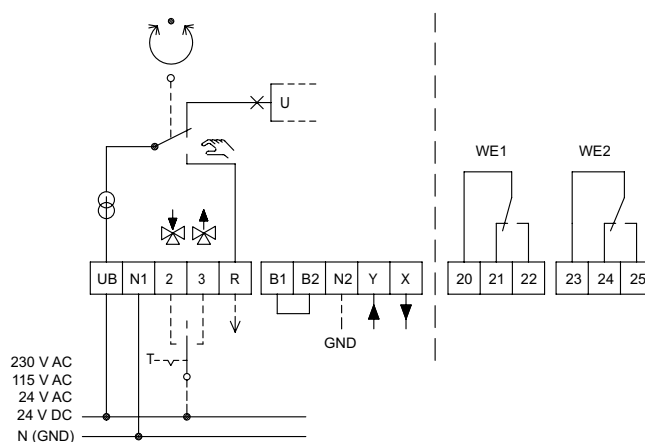 U
WE1 WE2
UB N1 2 3 R B1 B2 N2 Y X 20 21 22 23 24 25
GND
T
230 V AC
115 V AC
24 V AC
24 V DC
N (GND)